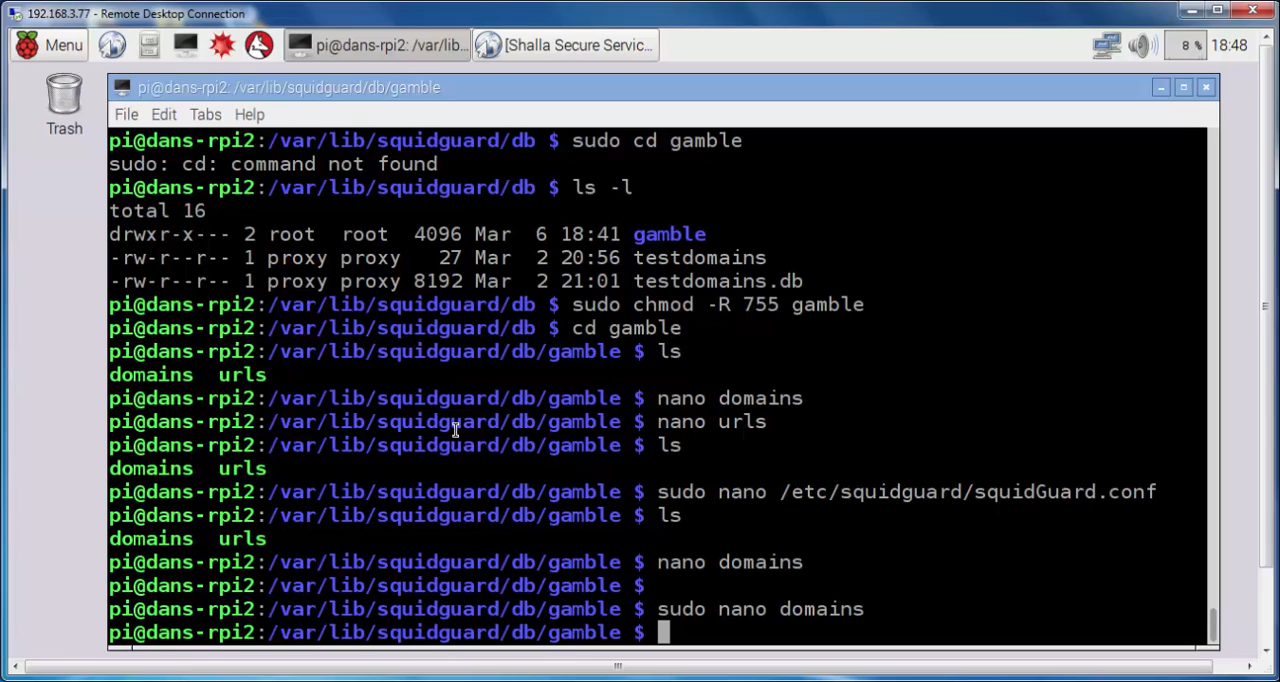 192.168.3.77 - Remote Desktop Connection
Menu
pi@dans-rpi2: /var/lib...
[Shalla Secure Servic...
8 %
18:48
Trash
pi@dans-rpi2: /var/lib/squidguard/db/gamble
File Edit Tabs Help
pi@dans-rpi2:/var/lib/squidguard/db $ sudo cd gamble
sudo: cd: command not found
pi@dans-rpi2:/var/lib/squidguard/db $ ls -l
total 16
drwxr-x--- 2 root root 4096 Mar 6 18:41 gamble
-rw-r--r-- 1 proxy proxy 27 Mar 2 20:56 testdomains
-rw-r--r-- 1 proxy proxy 8192 Mar 2 21:01 testdomains.db
pi@dans-rpi2:/var/lib/squidguard/db $ sudo chmod -R 755 gamble
pi@dans-rpi2:/var/lib/squidguard/db $ cd gamble
pi@dans-rpi2:/var/lib/squidguard/db/gamble $ ls
domains urls
pi@dans-rpi2:/var/lib/squidguard/db/gamble $ nano domains
pi@dans-rpi2:/var/lib/squidguard/db/gamble $ nano urls
pi@dans-rpi2:/var/lib/squidguard/db/gamble $ ls
domains urls
pi@dans-rpi2:/var/lib/squidguard/db/gamble $ sudo nano /etc/squidguard/squidGuard.conf
pi@dans-rpi2:/var/lib/squidguard/db/gamble $ ls
domains urls
pi@dans-rpi2:/var/lib/squidguard/db/gamble $ nano domains
pi@dans-rpi2:/var/lib/squidguard/db/gamble $
pi@dans-rpi2:/var/lib/squidguard/db/gamble $ sudo nano domains
pi@dans-rpi2:/var/lib/squidguard/db/gamble $